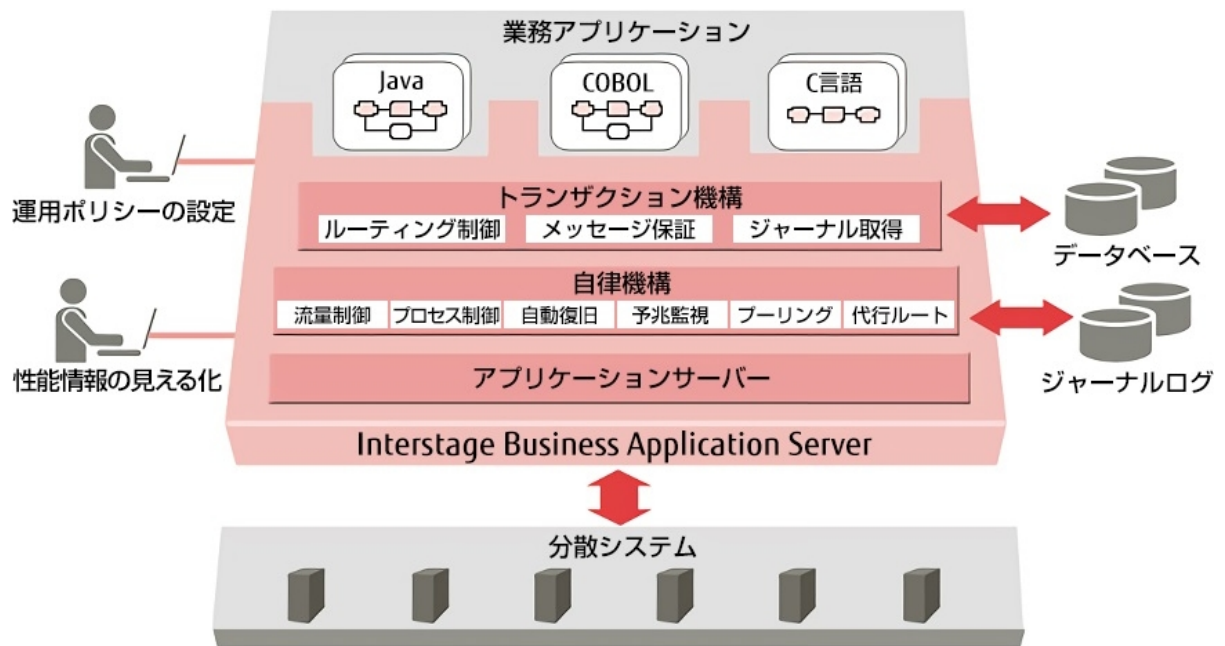 業務アプリケーション
Java
COBOL
C言語
運用ポリシーの設定
トランザクション機構
ルーティング制御
メッセージ保証
ジャーナル取得
データベース
自律機構
流量制御
プロセス制御
自動復旧
予兆監視
プーリング
代行ルート
性能情報の見える化
ジャーナルログ
アプリケーションサーバー
Interstage Business Application Server
分散システム